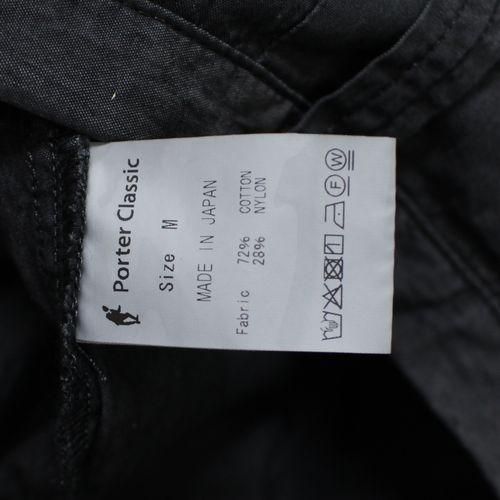 Porter Classic
Size M
MADE IN JAPAN
Fabric 72% COTTON
28% NYLON